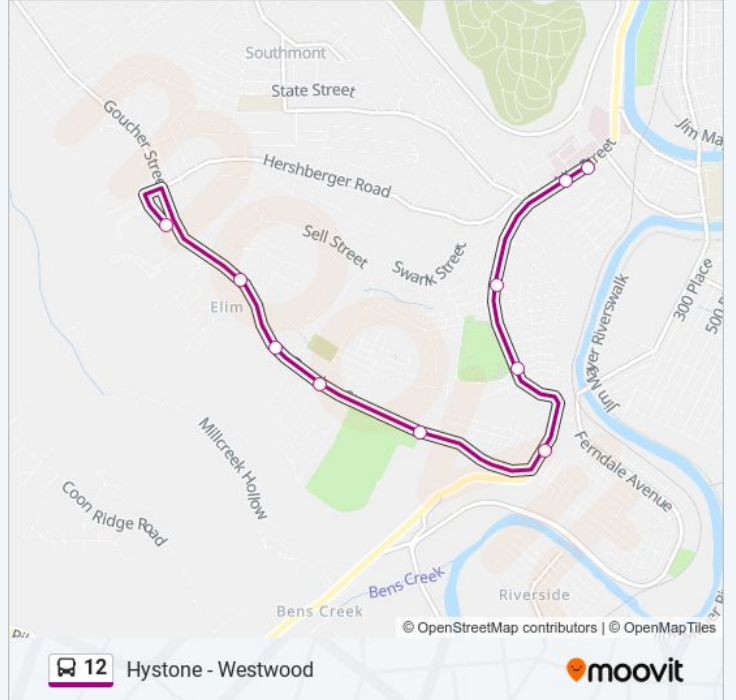 Southmont
State Street
Goucher Street
Jim Ma
Street
Hershberger Road
Sell Street
Swank Street
300 Place
500
Elim
Jim Mayer Riverswalk
Millcreek Hollow
Ferndale Avenue
Coon Ridge Road
Bens Creek
Riverside
Bens Creek
© OpenStreetMap contributors | © OpenMapTiles
12 Hystone - Westwood
moovit